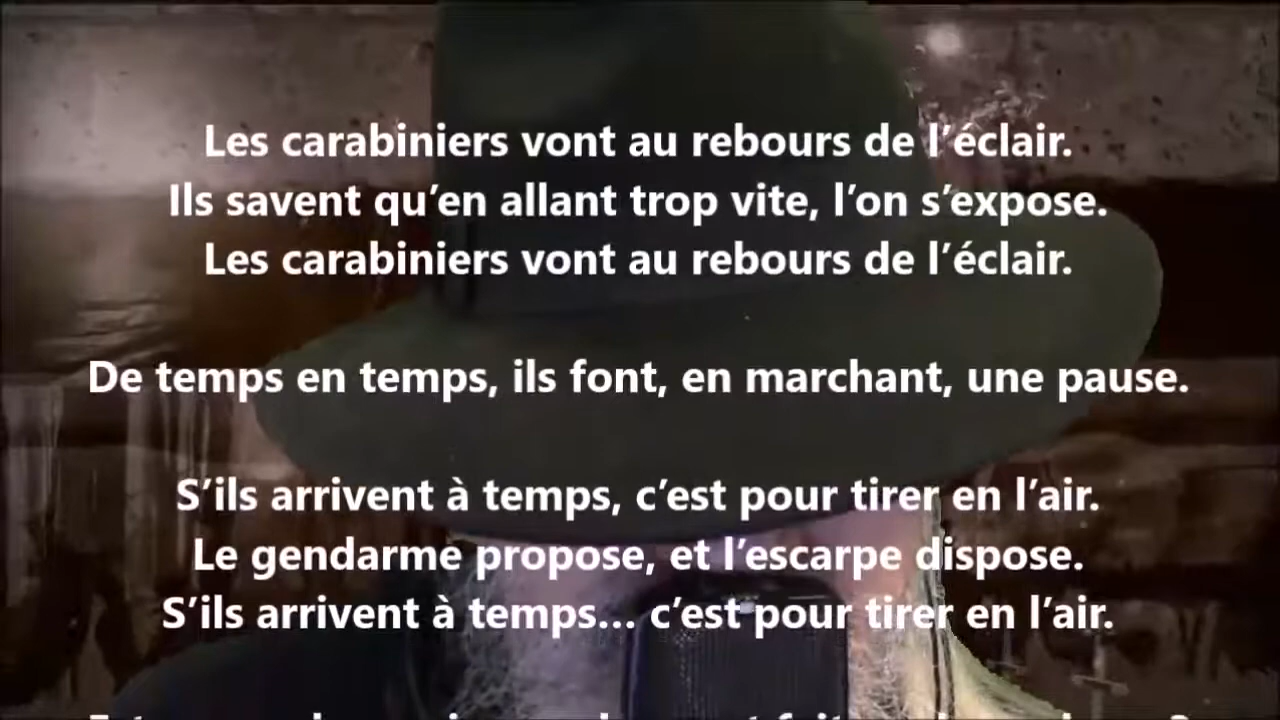 Les carabiniers vont au rebours de l’éclair.
Ils savent qu’en allant trop vite, l’on s’expose.
Les carabiniers vont au rebours de l’éclair.
De temps en temps, ils font, en marchant, une pause.
S’ils arrivent à temps, c’est pour tirer en l’air.
Le gendarme propose, et l’escarpe dispose.
S’ils arrivent à temps... c’est pour tirer en l’air.